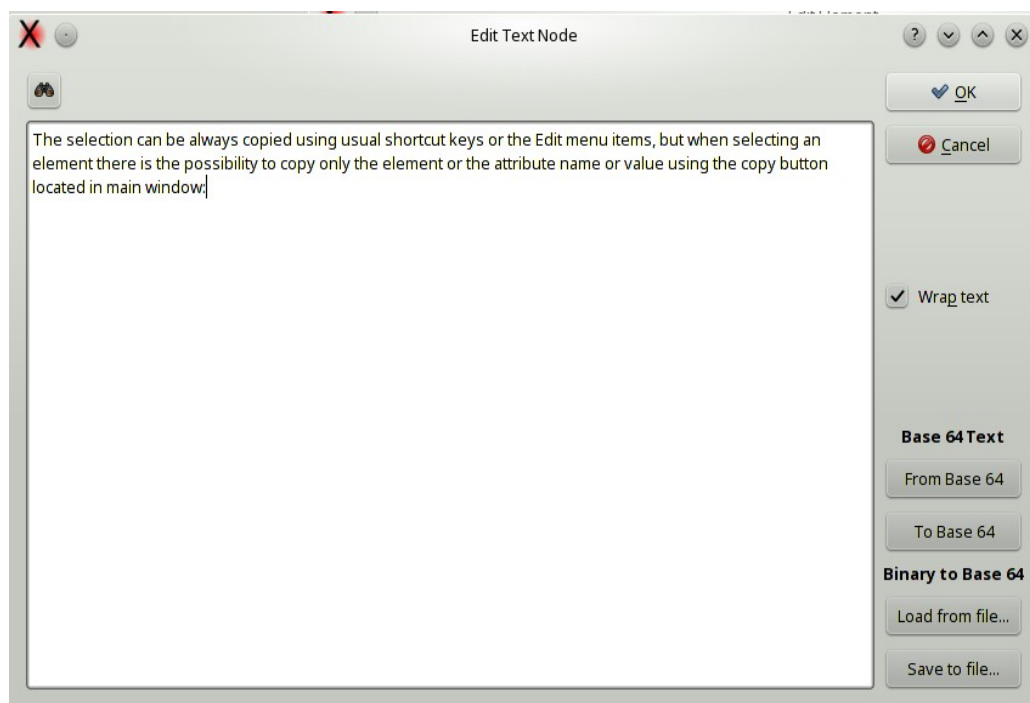 Edit Text Node
OK
The selection can be always copied using usual shortcut keys or the Edit menu items, but when selecting an
element there is the possibility to copy only the element or the attribute name or value using the copy button
located in main window:
Cancel
Wrap text
Base 64 Text
From Base 64
To Base 64
Binary to Base 64
Load from file...
Save to file...